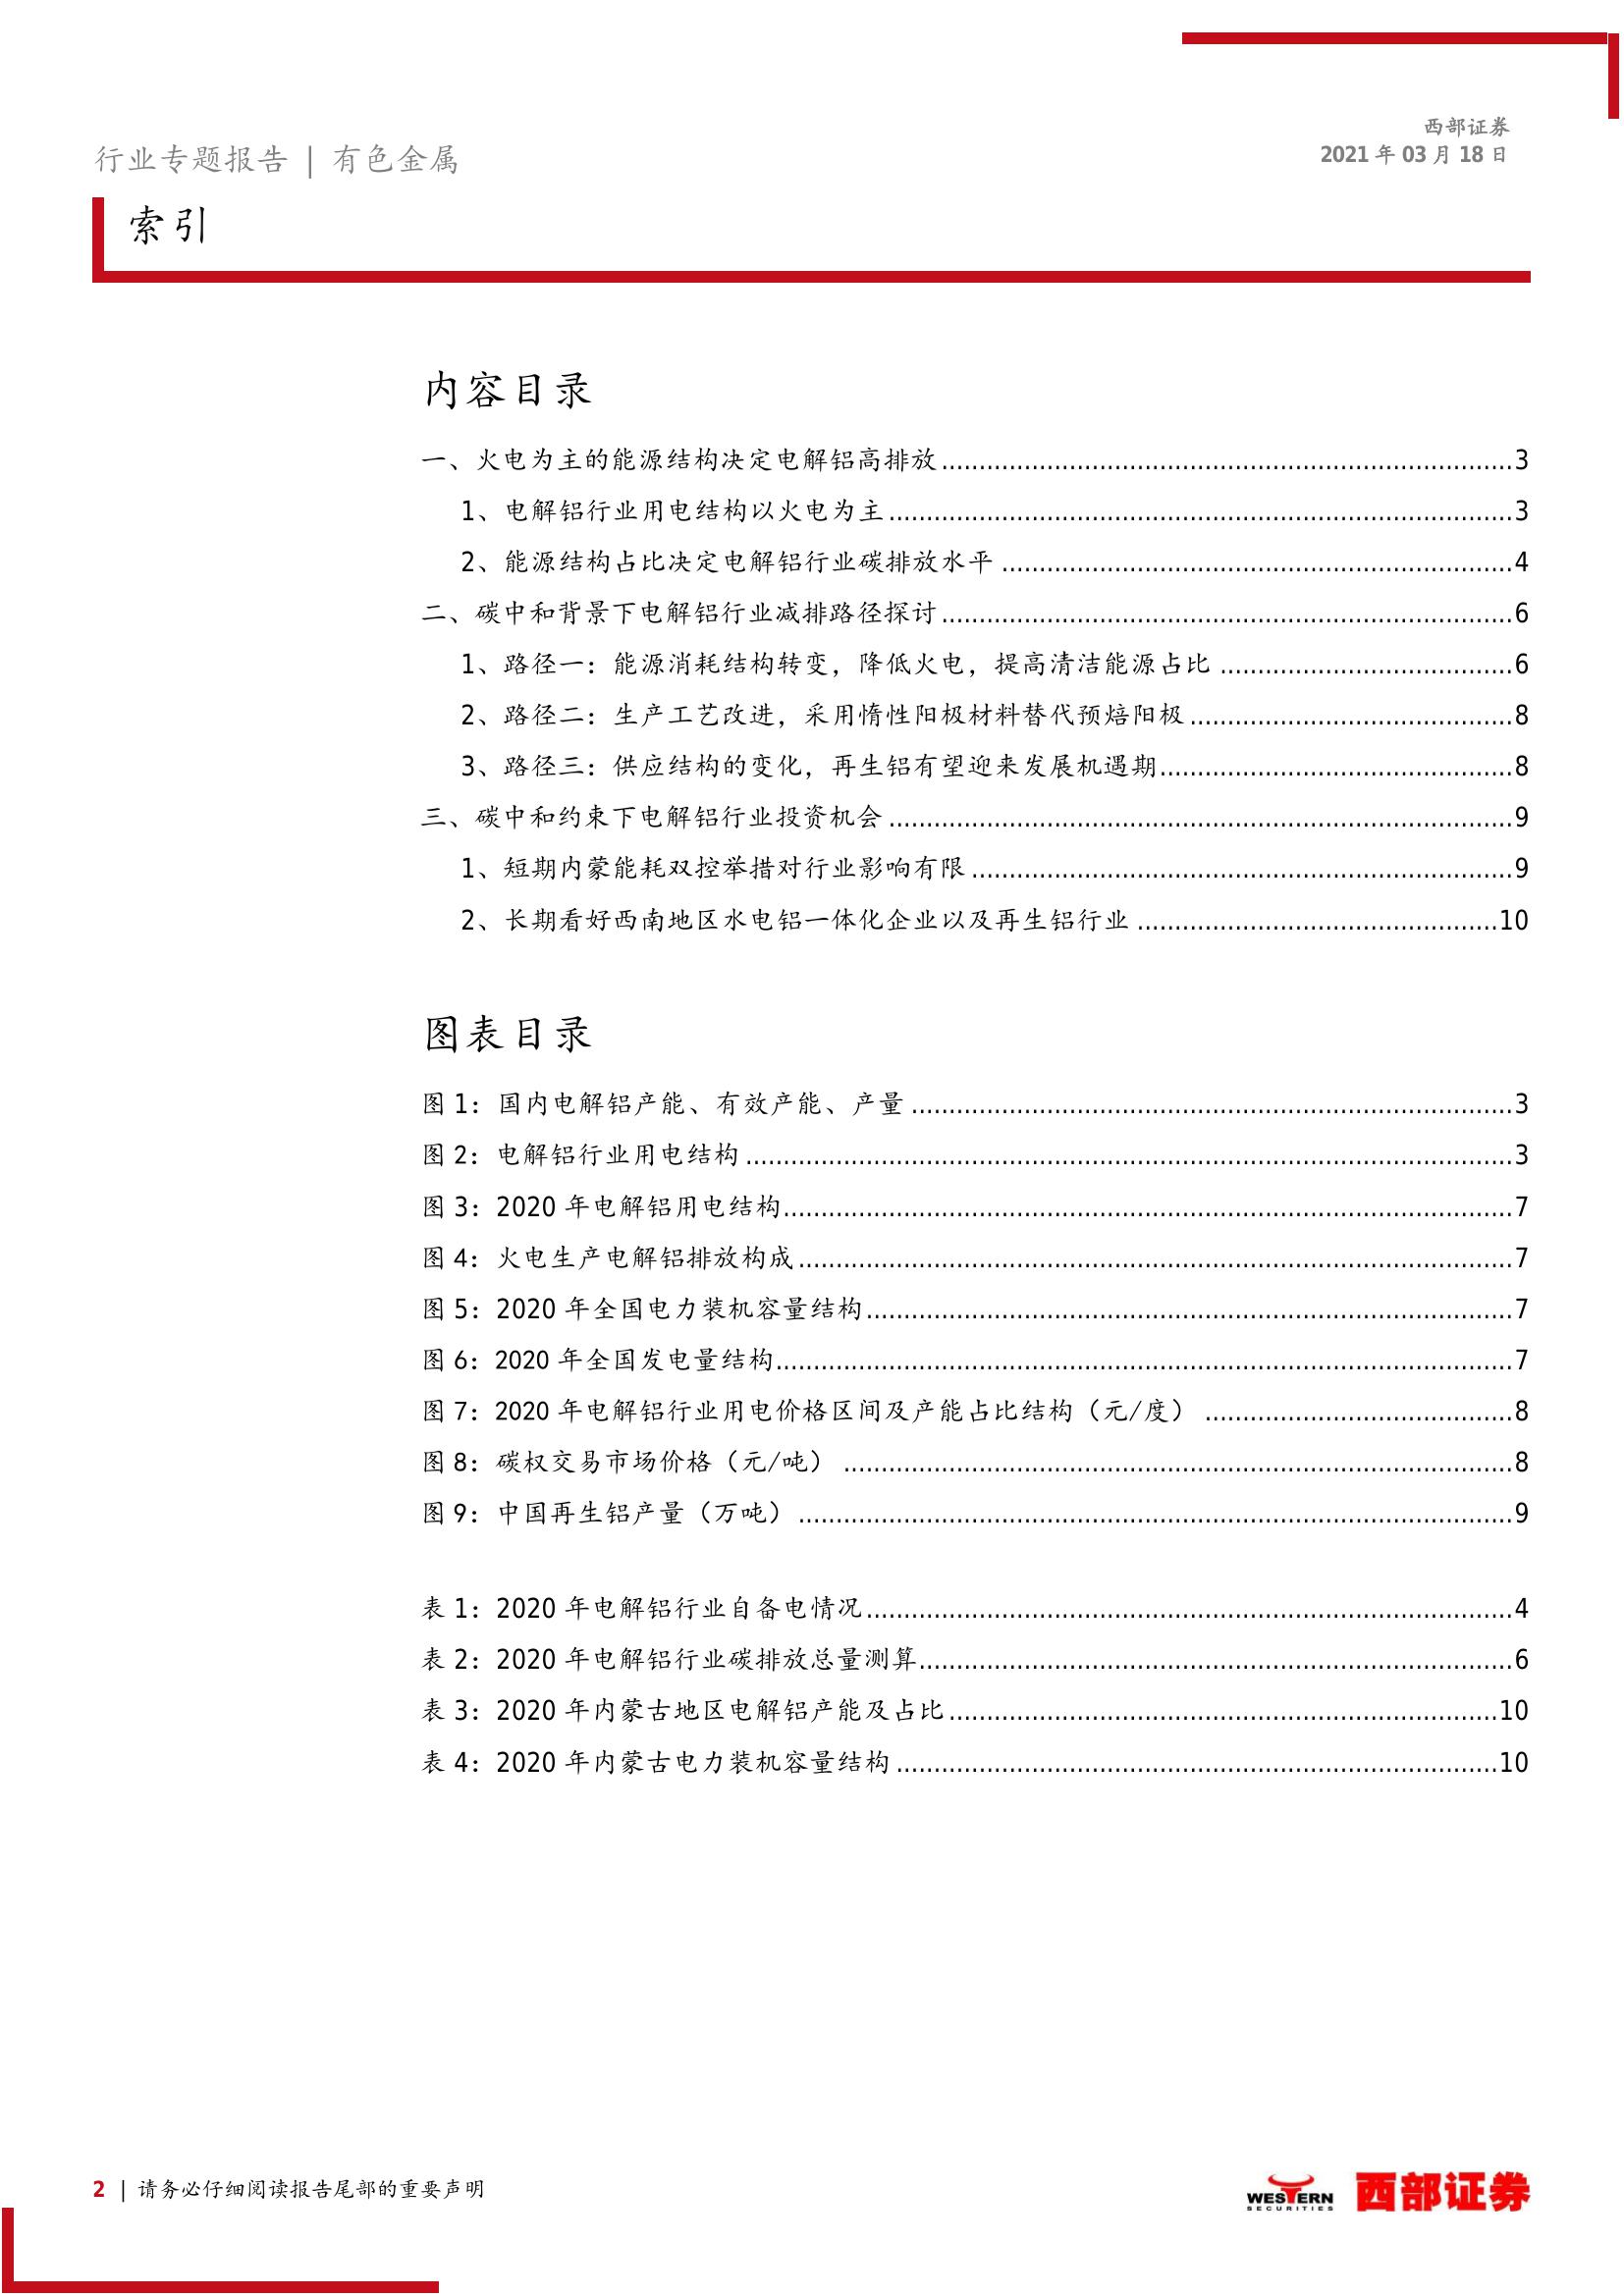 行业专题报告 | 有色金属
西部证券
2021 年 03 月 18 日
索引
内容目录
一、火电为主的能源结构决定电解铝高排放....................3
1、电解铝行业用电结构以火电为主....................3
2、能源结构占比决定电解铝行业碳排放水平....................4
二、碳中和背景下电解铝行业减排路径探讨....................6
1、路径一：能源消耗结构转变，降低火电，提高清洁能源占比....................6
2、路径二：生产工艺改进，采用惰性阳极材料替代预焙阳极....................8
3、路径三：供应结构的变化，再生铝有望迎来发展机遇期....................8
三、碳中和约束下电解铝行业投资机会....................9
1、短期内蒙能耗双控举措对行业影响有限....................9
2、长期看好西南地区水电铝一体化企业以及再生铝行业....................10
图表目录
图 1：国内电解铝产能、有效产能、产量....................3
图 2：电解铝行业用电结构....................3
图 3：2020 年电解铝用电结构....................7
图 4：火电生产电解铝排放构成....................7
图 5：2020 年全国电力装机容量结构....................7
图 6：2020 年全国发电量结构....................7
图 7：2020 年电解铝行业用电价格区间及产能占比结构（元/度）....................8
图 8：碳权交易市场价格（元/吨）....................8
图 9：中国再生铝产量（万吨）....................9
表 1：2020 年电解铝行业自备电情况....................4
表 2：2020 年电解铝行业碳排放总量测算....................6
表 3：2020 年内蒙古地区电解铝产能及占比....................10
表 4：2020 年内蒙古电力装机容量结构....................10
2 | 请务必仔细阅读报告尾部的重要声明
WESTERN
SECURITIES
西部证券